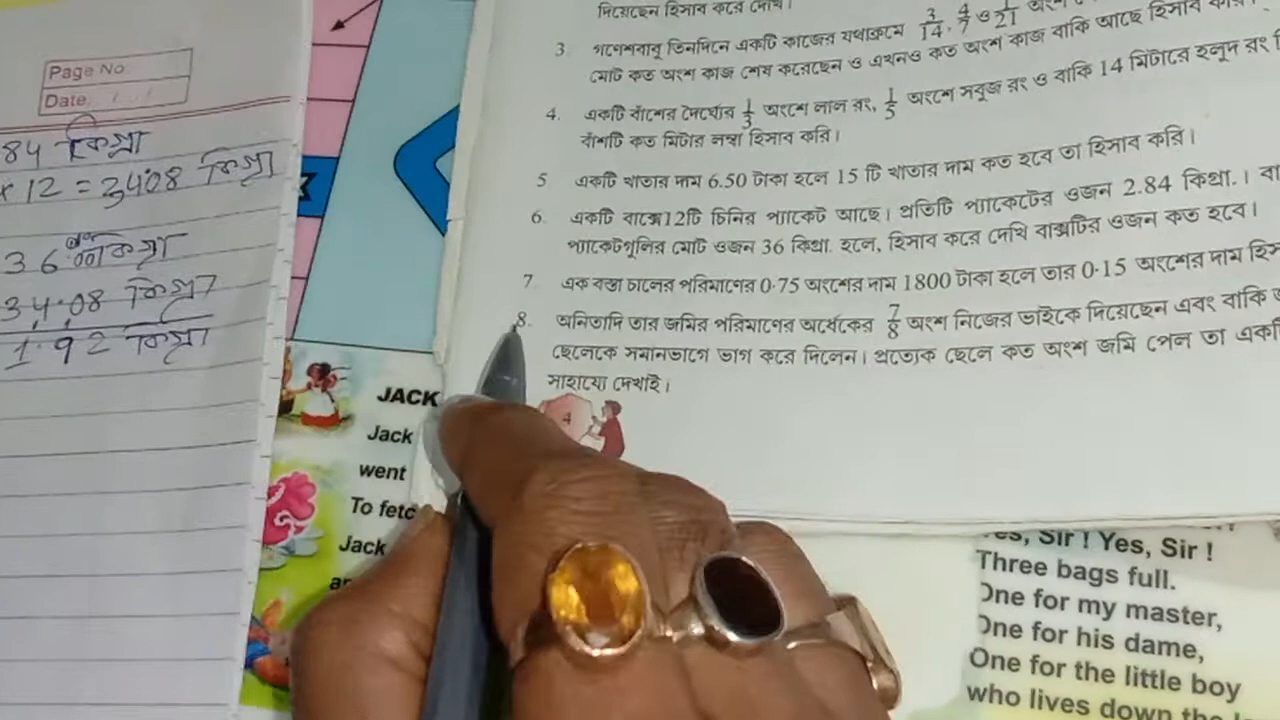 Page No
Date
84 কিগ্রা
× 12 = 34.08 কিগ্রা
36.00 কিগ্রা
34.08 কিগ্রা
1.92 কিগ্রা
দিয়েছেন হিসাব করে দেখি।
3. গণেশবাবু তিনদিনে একটি কাজের যথাক্রমে 3/14, 4/7 ও 1/21 অংশ
মোট কত অংশ কাজ শেষ করেছেন ও এখনও কত অংশ কাজ বাকি আছে হিসাব
4. একটি বাঁশের দৈর্ঘ্যের 1/3 অংশে লাল রং, 1/5 অংশে সবুজ রং ও বাকি 14 মিটারে হলুদ রং
বাঁশটি কত মিটার লম্বা হিসাব করি।
5 একটি খাতার দাম 6.50 টাকা হলে 15 টি খাতার দাম কত হবে তা হিসাব করি।
6. একটি বাক্সে12টি চিনির প্যাকেট আছে। প্রতিটি প্যাকেটের ওজন 2.84 কিগ্রা.।
প্যাকেটগুলির মোট ওজন 36 কিগ্রা. হলে, হিসাব করে দেখি বাক্সটির ওজন কত হবে।
7. এক বস্তা চালের পরিমাণের 0·75 অংশের দাম 1800 টাকা হলে তার 0·15 অংশের দাম
8. অনিতাদি তার জমির পরিমাণের অর্ধেকের 7/8 অংশ নিজের ভাইকে দিয়েছেন এবং বাকি
ছেলেকে সমানভাগে ভাগ করে দিলেন। প্রত্যেক ছেলে কত অংশ জমি পেল তা
সাহায্যে দেখাই।
4
JACK
Jack
went
To fetc
Jack
Yes, Sir ! Yes, Sir !
Three bags full.
One for my master,
One for his dame,
One for the little boy
who lives down the